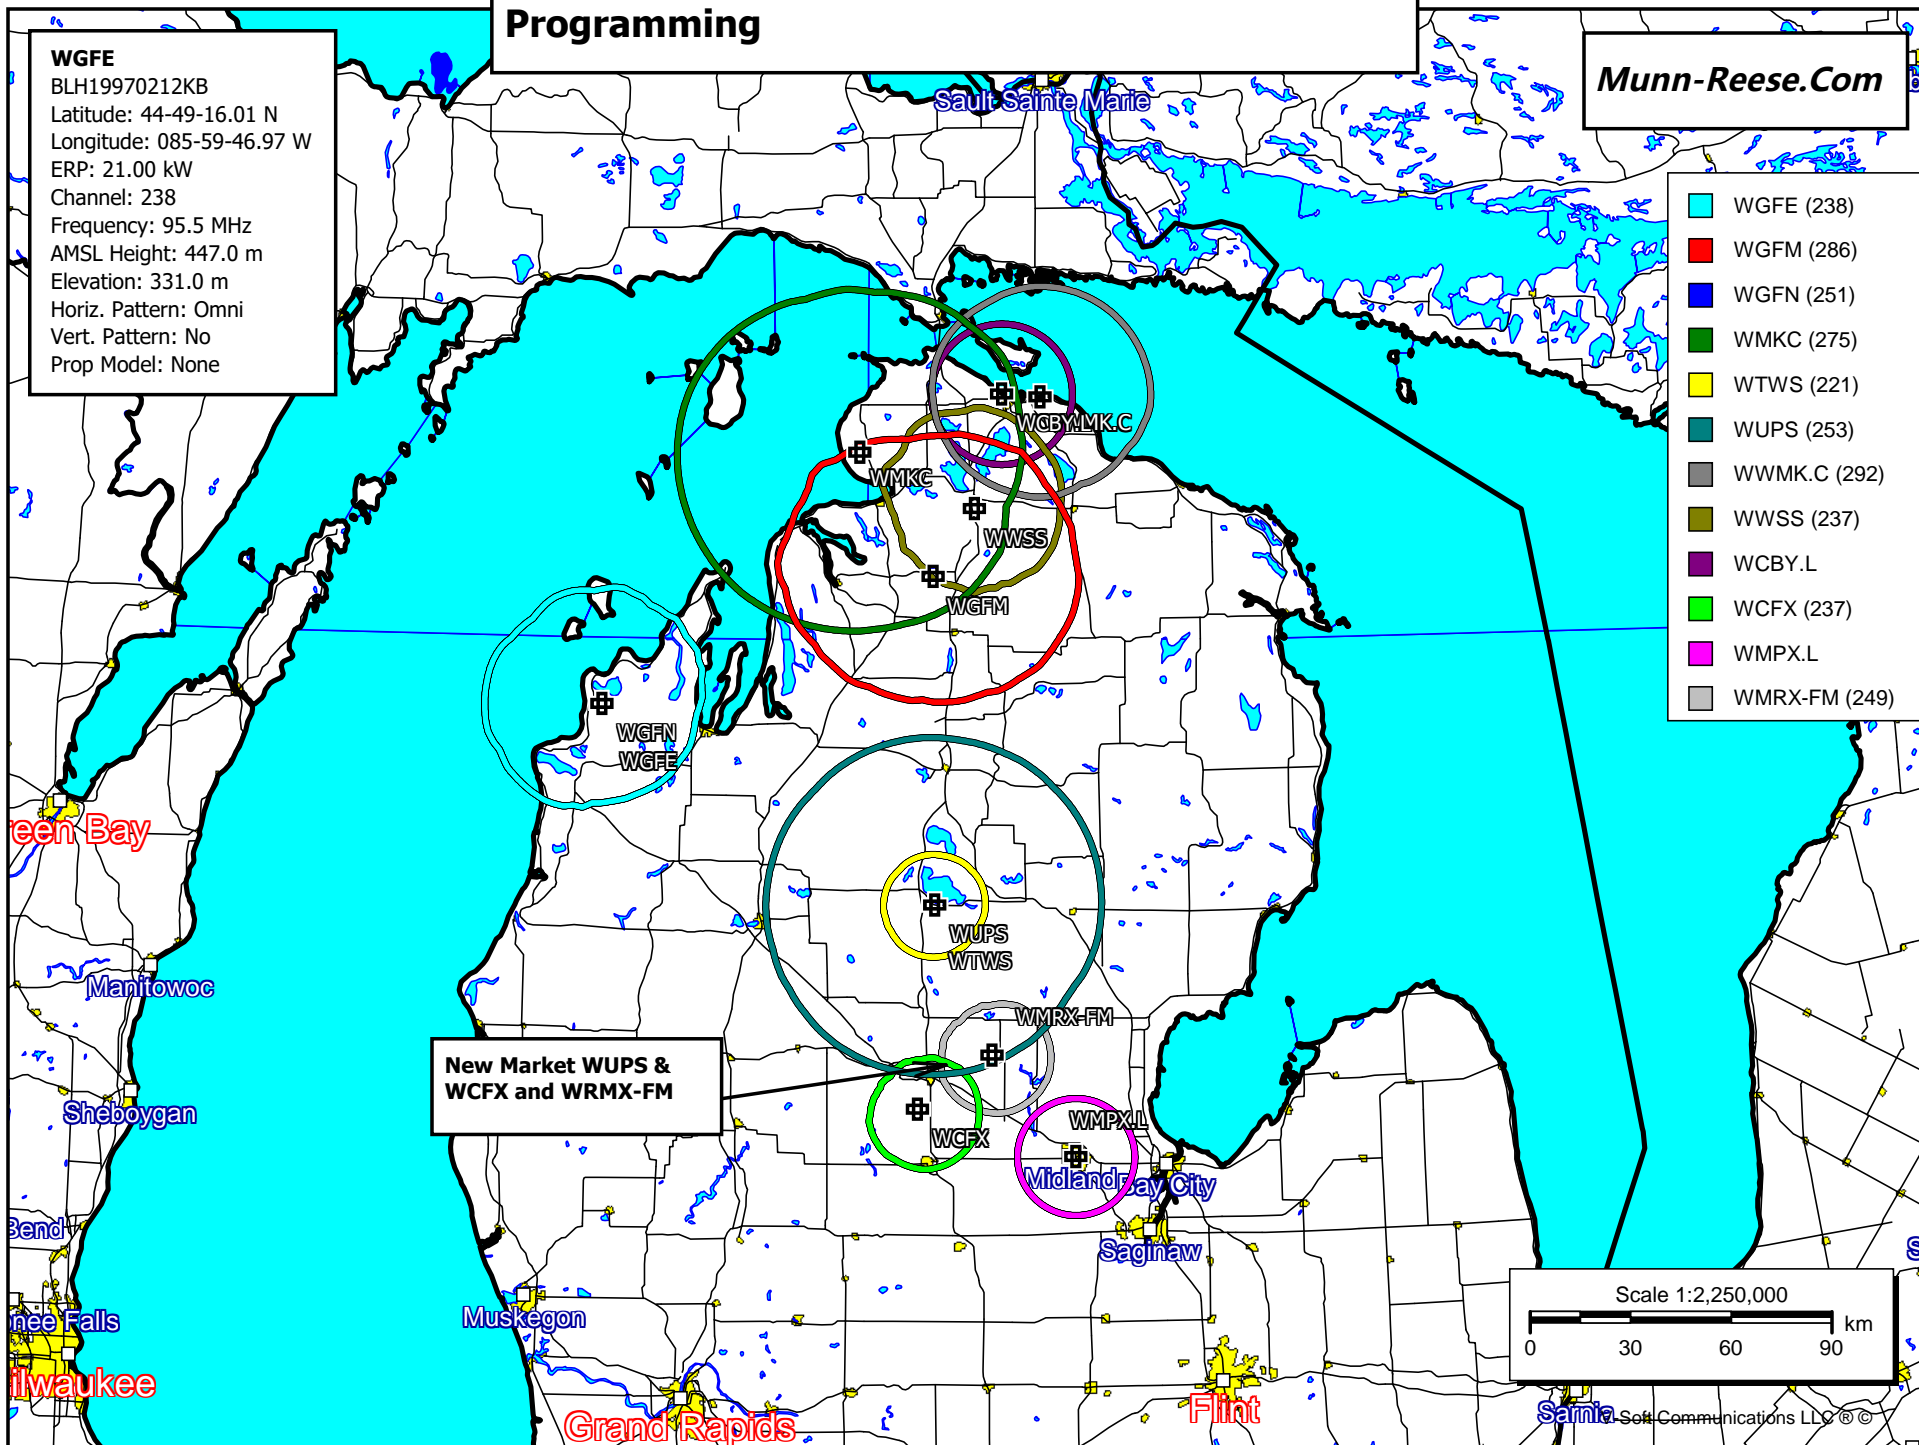 Programming
WGFE
BLH19970212KB
Latitude: 44-49-16.01 N
Longitude: 085-59-46.97 W
ERP: 21.00 kW
Channel: 238
Frequency: 95.5 MHz
AMSL Height: 447.0 m
Elevation: 331.0 m
Horiz. Pattern: Omni
Vert. Pattern: No
Prop Model: None
Munn-Reese.Com
Sault Sainte Marie
WGFE (238)
WGFM (286)
WGFN (251)
WMKC (275)
WTWS (221)
WUPS (253)
WWMK.C (292)
WWSS (237)
WCBY.L
WCFX (237)
WMPX.L
WMRX-FM (249)
WMKC
WWSS
WGFM
WGFN
WGFE
reen Bay
WUPS
WTWS
Manitowoc
WMRX-FM
New Market WUPS &
WCFX and WRMX-FM
Sheboygan
WMPX.L
WCFX
Midland
Bay City
Bend
Saginaw
Muskegon
nee Falls
ilwaukee
Grand Rapids
Flint
Scale 1:2,250,000
km
0 30 60 90
Sarnia
V-Soft Communications LLC ® ©